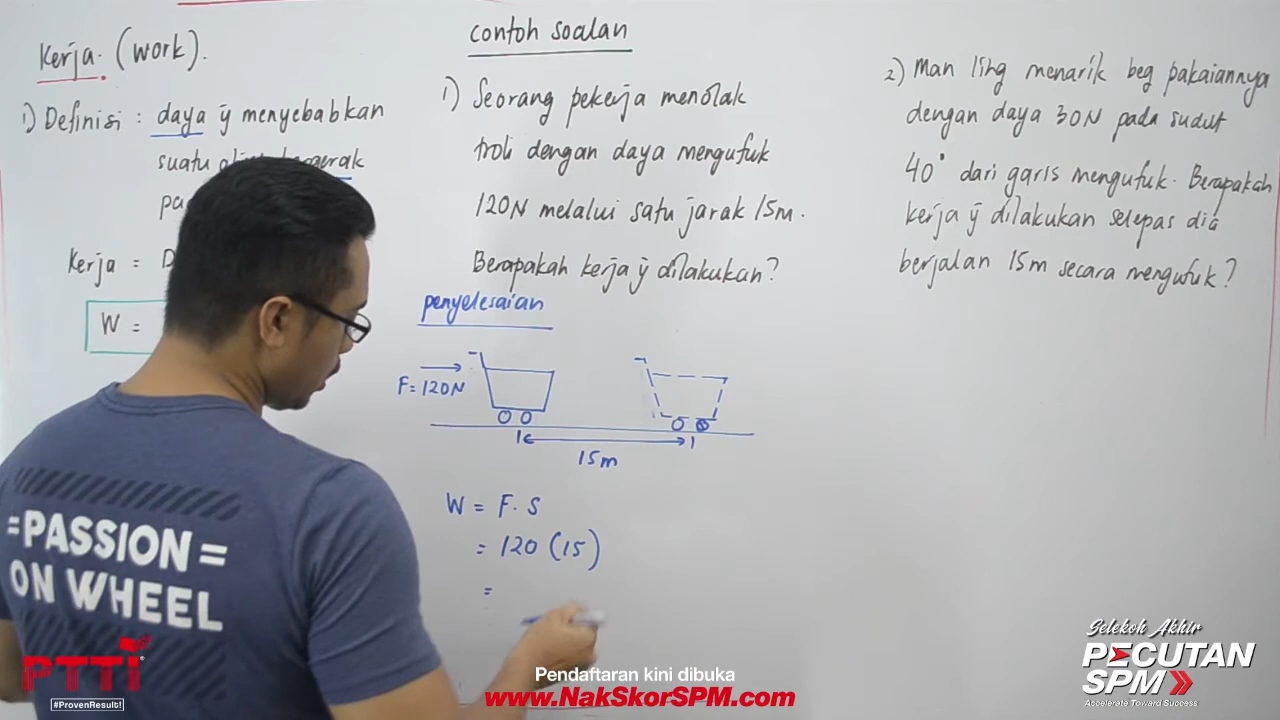 Kerja. (work).
1) Definisi : daya ȳ menyebabkan
suatu
Kerja =
W =
contoh soalan
1) Seorang pekerja menolak
troli dengan daya mengufuk
120N melalui satu jarak 15m.
Berapakah kerja ȳ dilakukan?
penyelesaian
F = 120N
15m
W = F. S
= 120 (15)
=
2) Man Ling menarik beg pakaiannya
dengan daya 30N pada sudut
40° dari garis mengufuk. Berapakah
kerja ȳ dilakukan selepas dia
berjalan 15m secara mengufuk?
=PASSION=
ON WHEEL
PTTI®
#ProvenResult!
Pendaftaran kini dibuka
www.NakSkorSPM.com
Selekoh Akhir
PECUTAN
SPM
Accelerate Toward Success